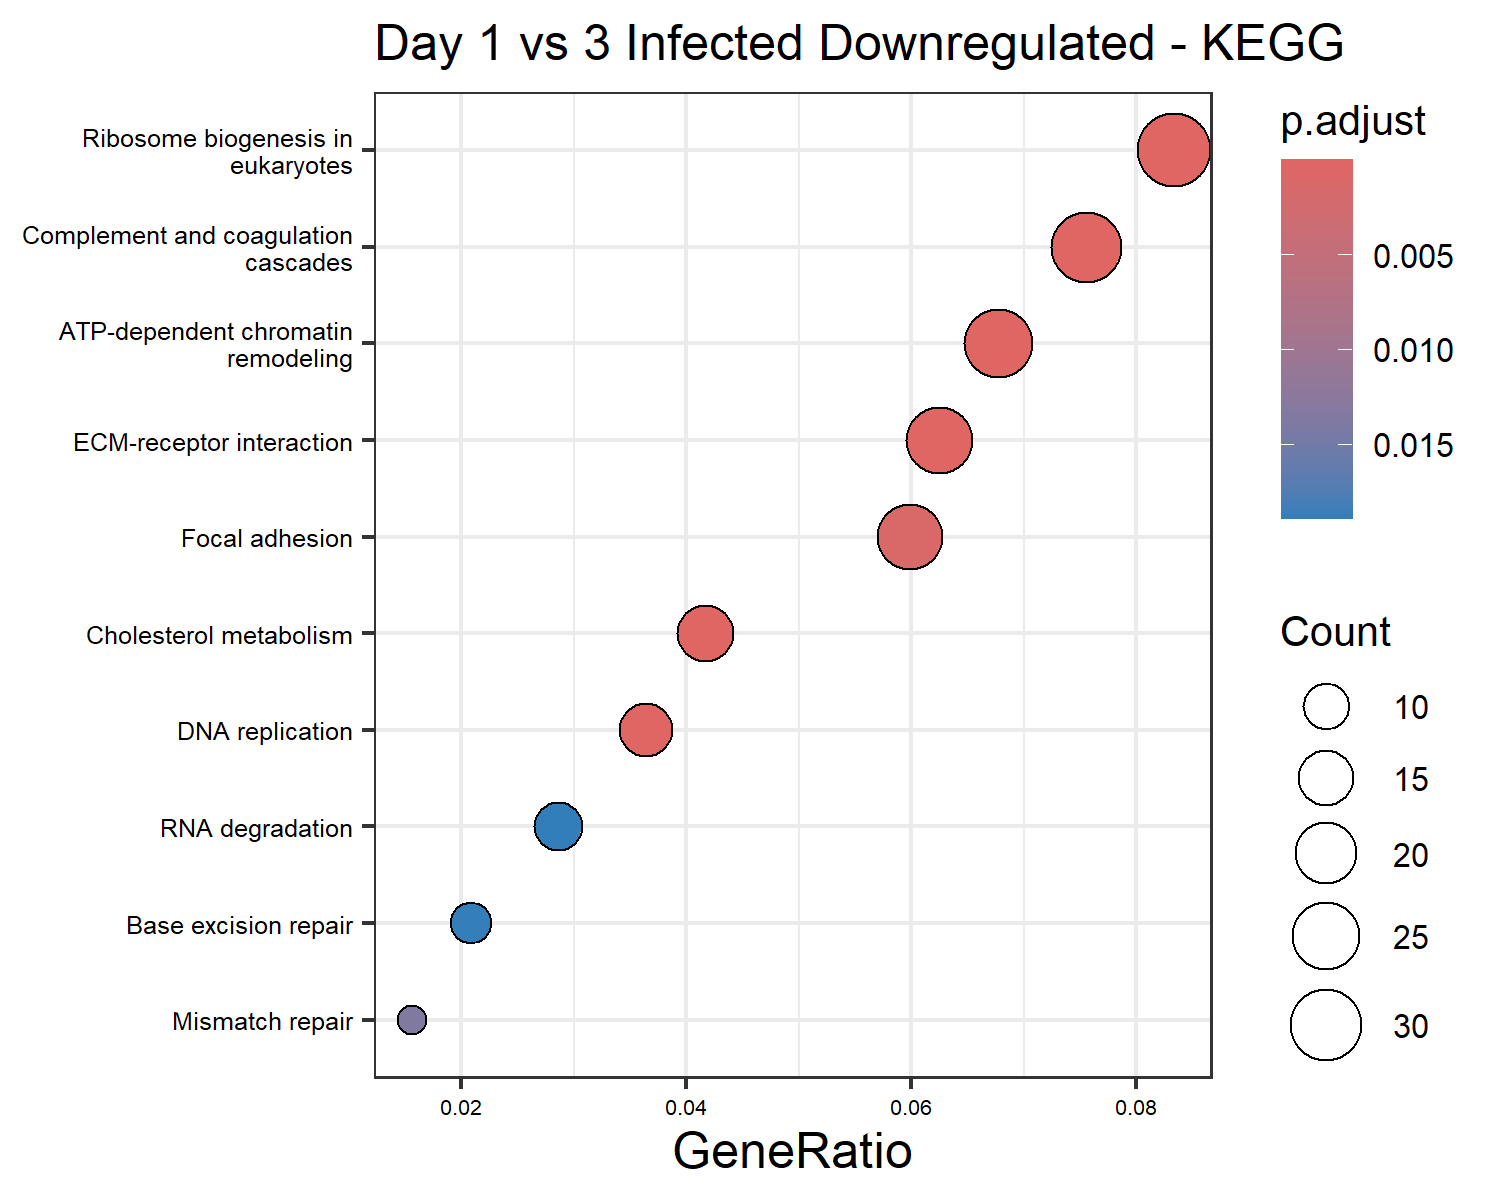 Day 1 vs 3 Infected Downregulated - KEGG
Ribosome biogenesis in
eukaryotes
Complement and coagulation
cascades
ATP-dependent chromatin
remodeling
ECM-receptor interaction
Focal adhesion
Cholesterol metabolism
DNA replication
RNA degradation
Base excision repair
Mismatch repair
0.02
0.04
0.06
0.08
GeneRatio
p.adjust
0.005
0.010
0.015
Count
10
15
20
25
30